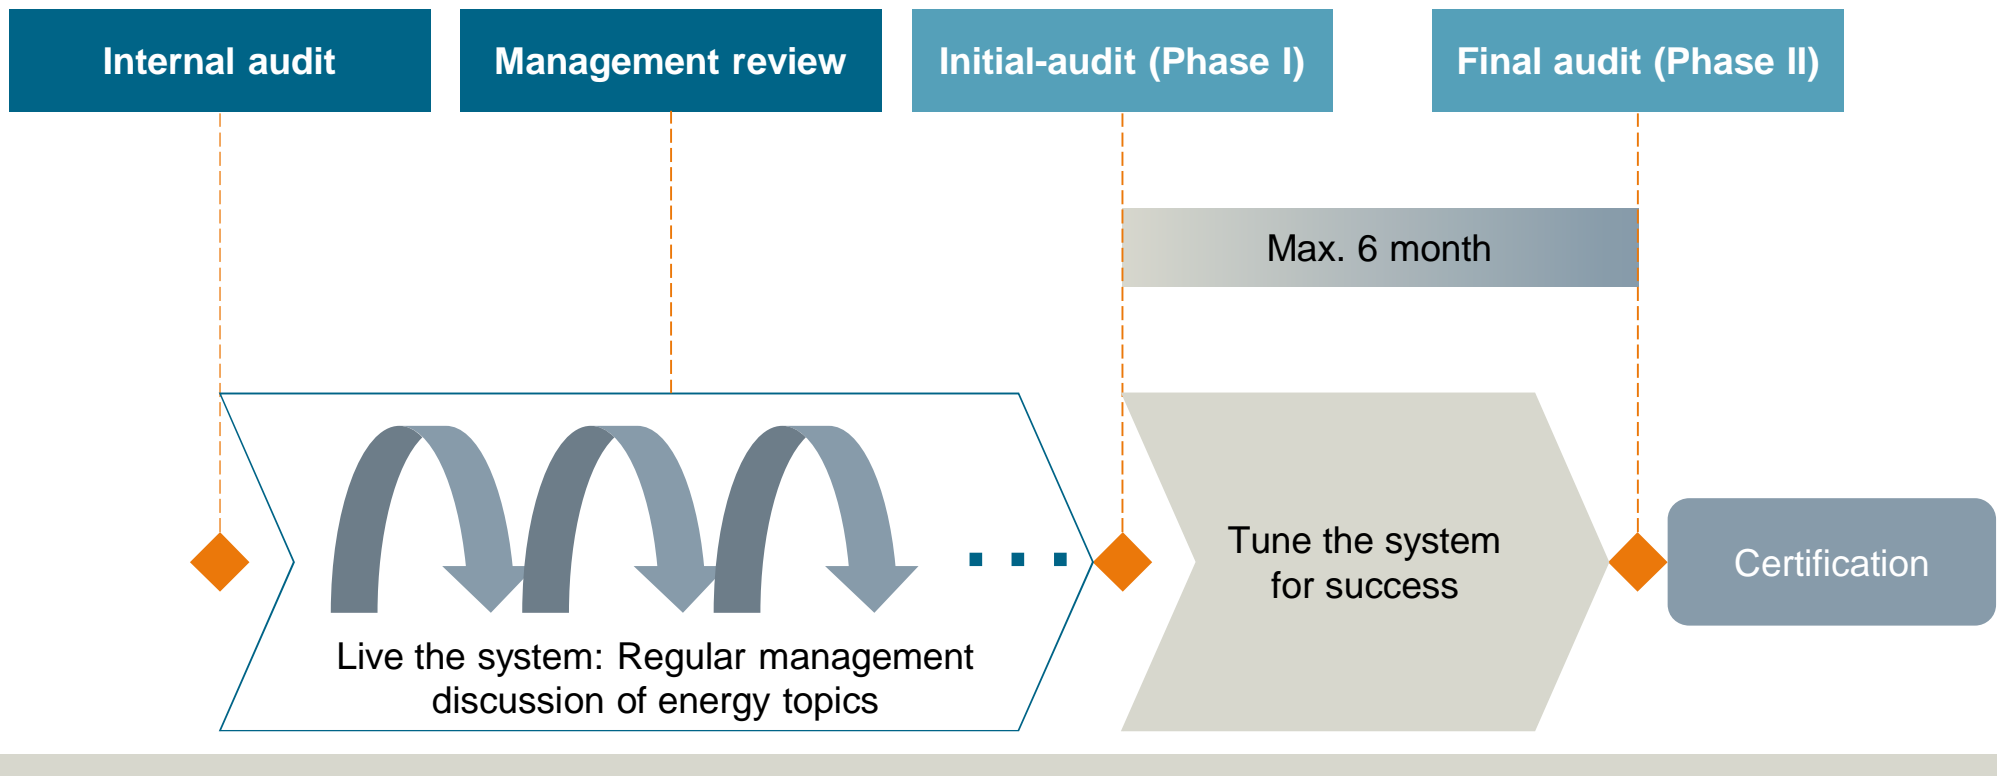 Internal audit
Management review
Initial-audit (Phase I)
Final audit (Phase II)
Max. 6 month
Live the system: Regular management
discussion of energy topics
Tune the system
for success
Certification